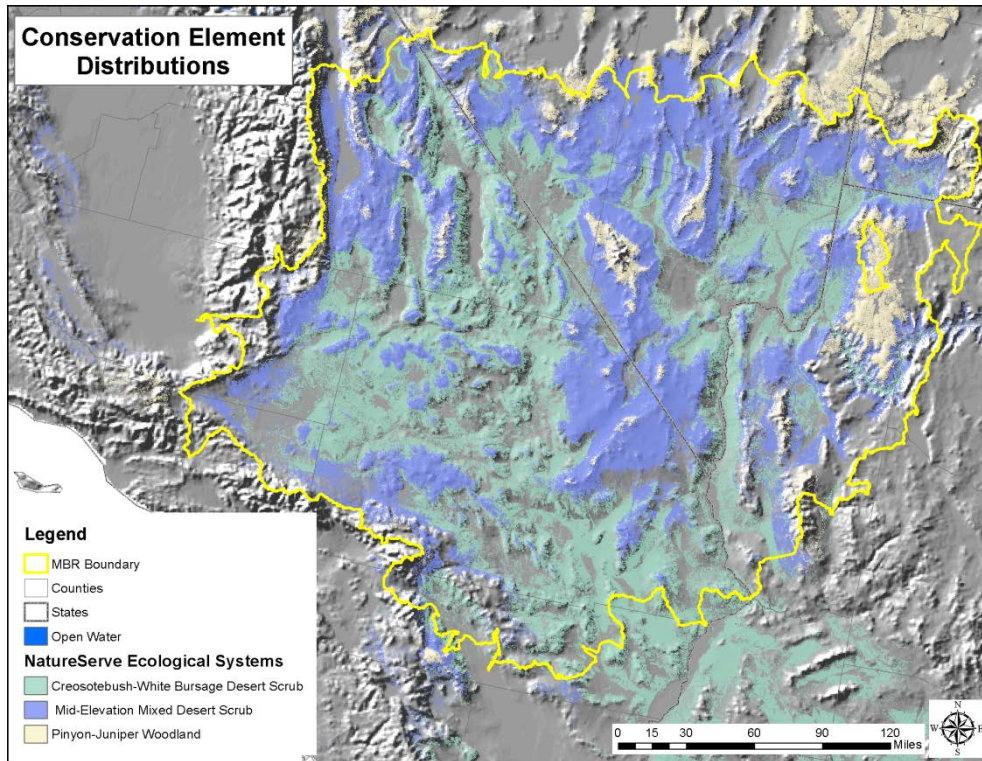 Conservation Element
Distributions
Legend
MBR Boundary
Counties
States
Open Water
NatureServe Ecological Systems
Creosotebush-White Bursage Desert Scrub
Mid-Elevation Mixed Desert Scrub
Pinyon-Juniper Woodland
0 15 30 60 90 120
Miles
N
W E
S